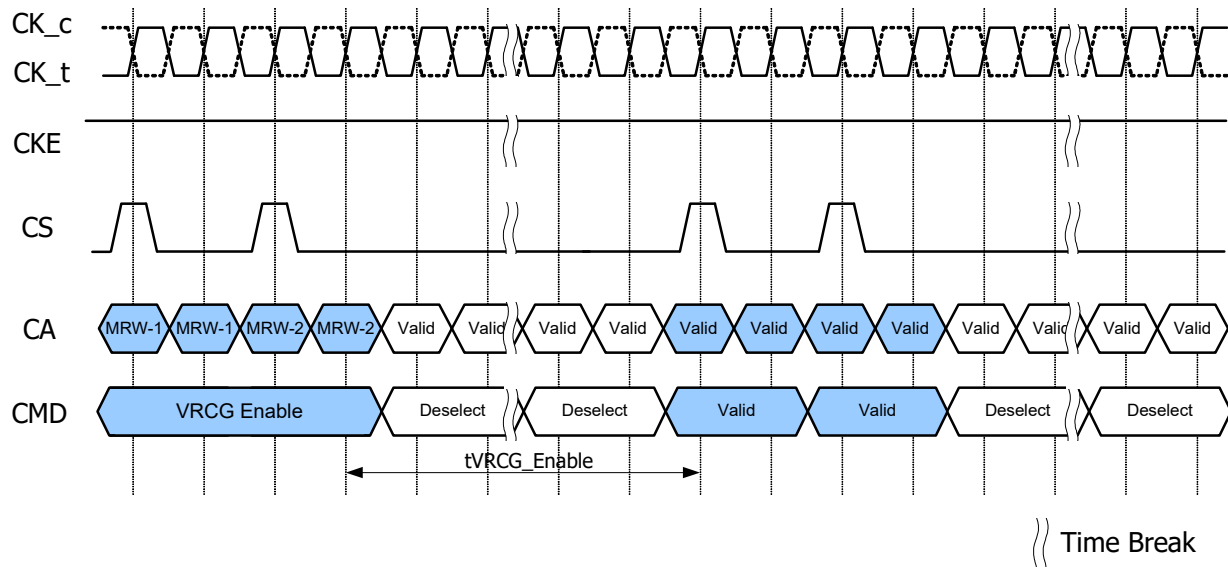 CK_c
CK_t
CKE
CS
CA MRW-1 MRW-1 MRW-2 MRW-2 Valid Valid Valid Valid Valid Valid Valid Valid Valid Valid Valid Valid
CMD VRCG Enable Deselect Deselect Valid Valid Deselect Deselect
tVRCG_Enable
Time Break